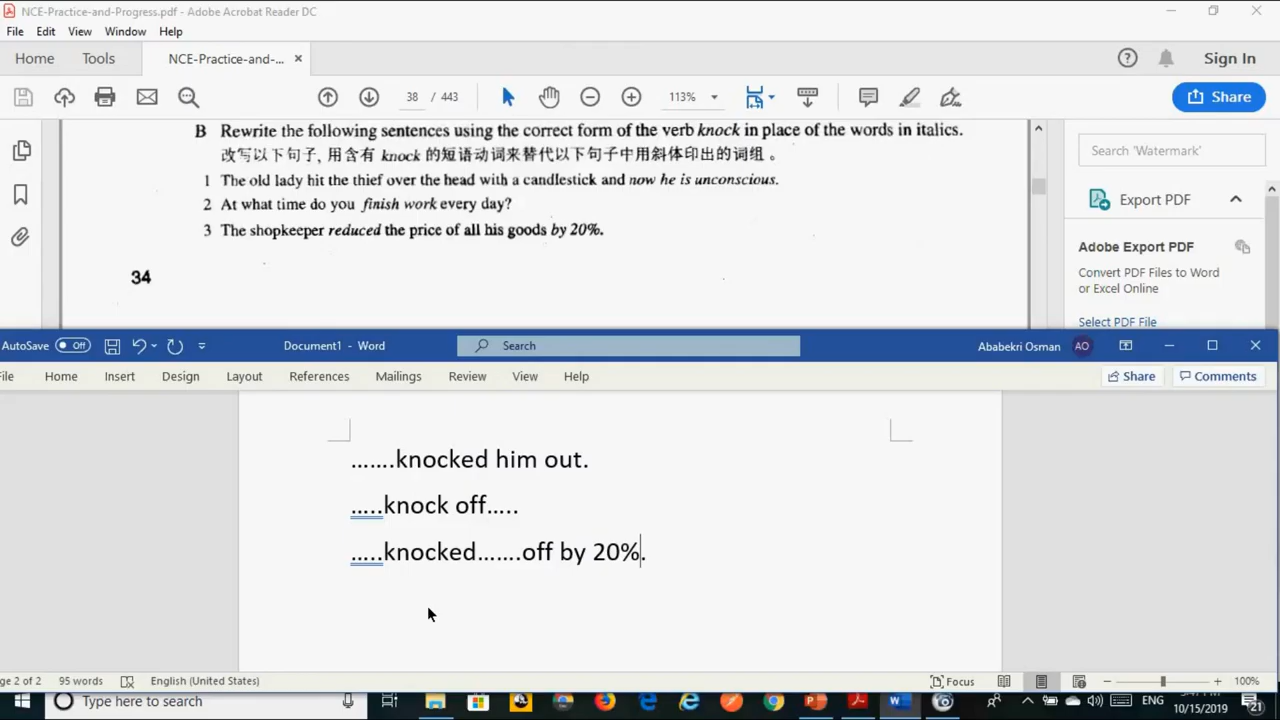 NCE-Practice-and-Progress.pdf - Adobe Acrobat Reader DC
File Edit View Window Help
Home Tools NCE-Practice-and-... × Sign In
38 / 443 113% Share
B Rewrite the following sentences using the correct form of the verb knock in place of the words in italics.
改写以下句子, 用含有 knock 的短语动词来替代以下句子中用斜体印出的词组 。
1 The old lady hit the thief over the head with a candlestick and now he is unconscious.
2 At what time do you finish work every day?
3 The shopkeeper reduced the price of all his goods by 20%.
34
Search 'Watermark'
Export PDF
Adobe Export PDF
Convert PDF Files to Word
or Excel Online
Select PDF File
AutoSave Off Document1 - Word Search Ababekri Osman AO
File Home Insert Design Layout References Mailings Review View Help Share Comments
…….knocked him out.
…..knock off…..
…..knocked…….off by 20%.
Page 2 of 2 95 words English (United States) Focus 100%
Type here to search ENG
10/15/2019 21